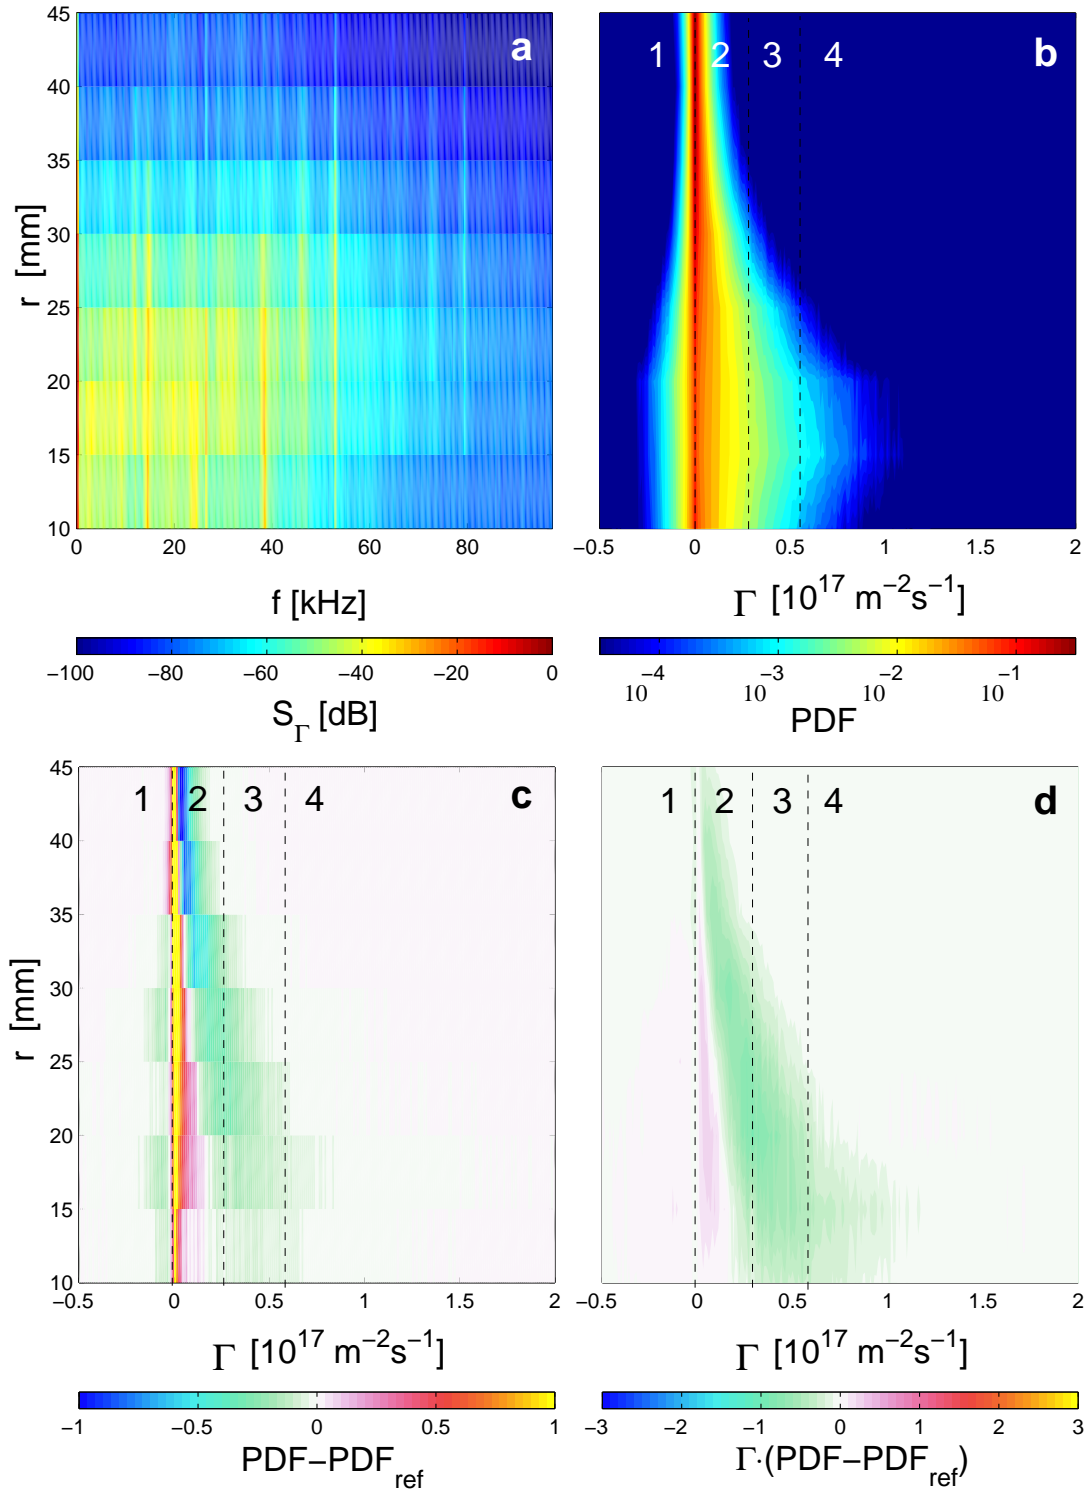 45
40
35
30
25
20
15
10
r [mm]
a
0 20 40 60 80
f [kHz]
−100 −80 −60 −40 −20 0
S_Γ [dB]
1 2 3 4 b
−0.5 0 0.5 1 1.5 2
Γ [10^17 m^−2 s^−1]
10^−4 10^−3 10^−2 10^−1
PDF
45
40
35
30
25
20
15
10
r [mm]
1 2 3 4 c
−0.5 0 0.5 1 1.5 2
Γ [10^17 m^−2 s^−1]
−1 −0.5 0 0.5 1
PDF−PDF_ref
1 2 3 4 d
−0.5 0 0.5 1 1.5 2
Γ [10^17 m^−2 s^−1]
−3 −2 −1 0 1 2 3
Γ·(PDF−PDF_ref)